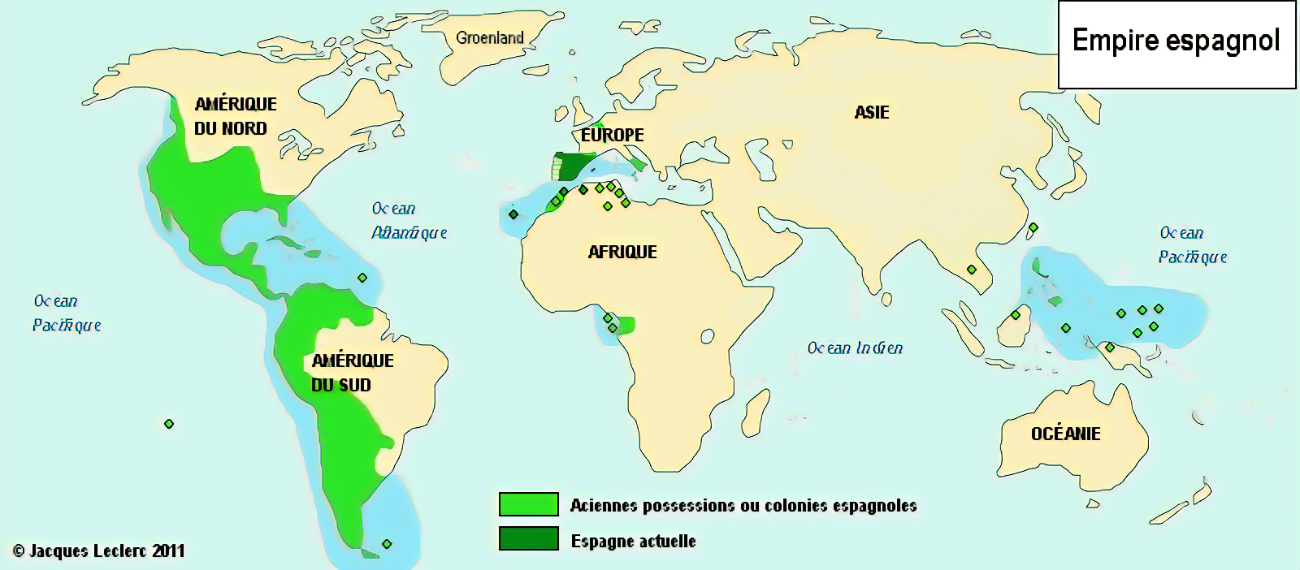 Empire espagnol
Groenland
AMÉRIQUE
DU NORD
EUROPE
ASIE
Ocean
Atlantique
Ocean
Pacifique
AFRIQUE
Ocean
Pacifique
Ocean Indien
AMÉRIQUE
DU SUD
OCÉANIE
Aciennes possessions ou colonies espagnoles
Espagne actuelle
© Jacques Leclerc 2011